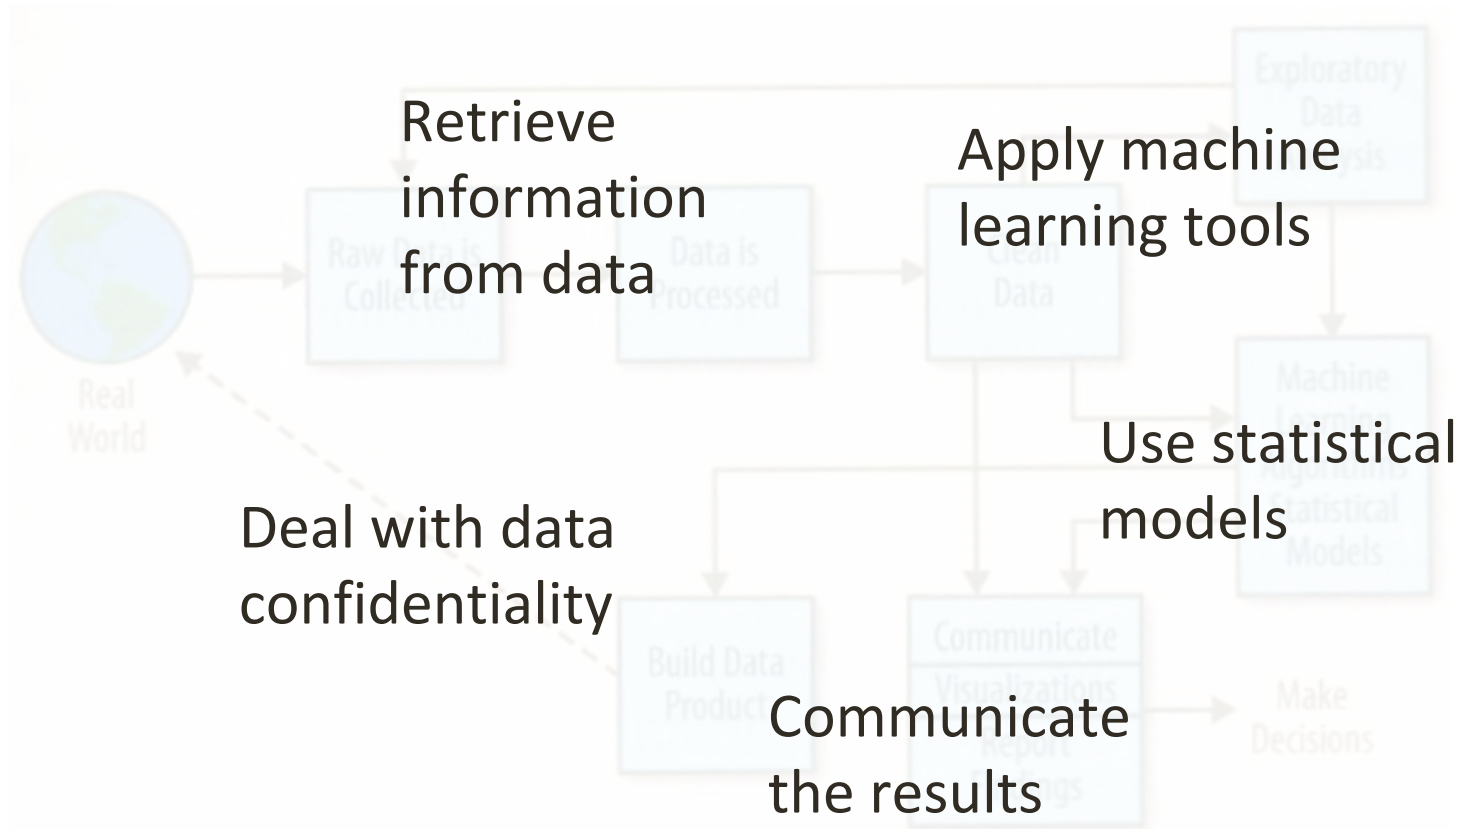 Exploratory
Data
Analysis
Retrieve
information
from data
Apply machine
learning tools
Raw Data is
Collected
Data is
Processed
Clean
Data
Real
World
Machine
Learning
Algorithms
Statistical
Models
Use statistical
models
Deal with data
confidentiality
Build Data
Product
Communicate
Visualizations
Report
Findings
Communicate
the results
Make
Decisions